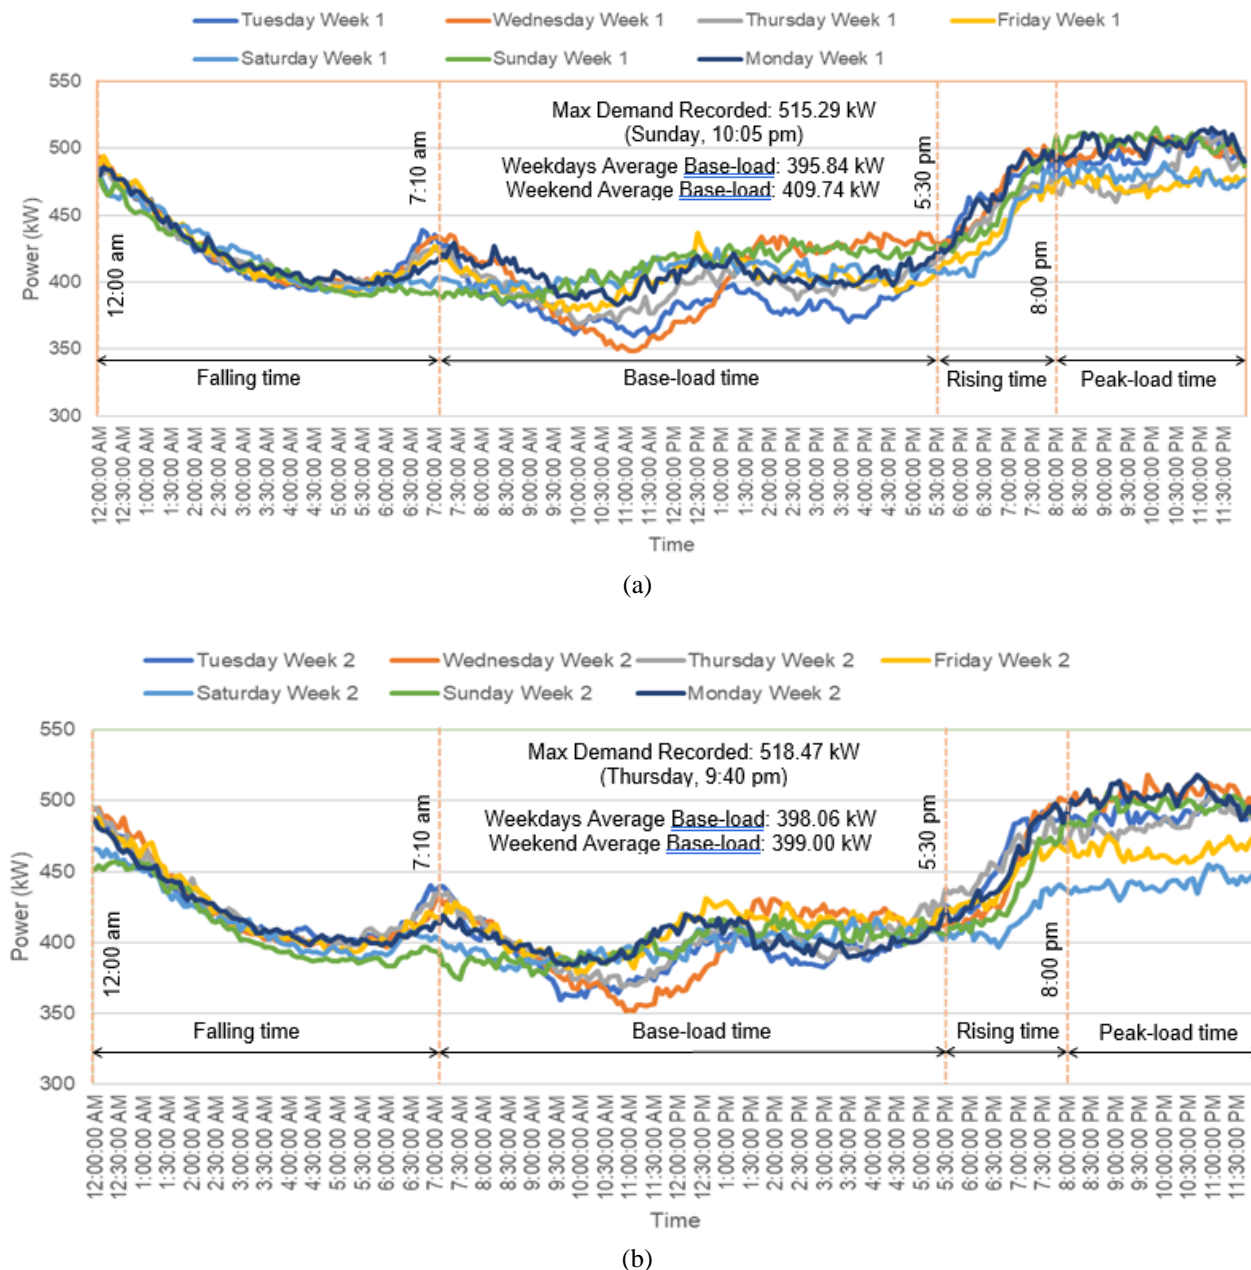 Tuesday Week 1 Wednesday Week 1 Thursday Week 1 Friday Week 1
Saturday Week 1 Sunday Week 1 Monday Week 1
550
500
450
400
350
300
Power (kW)
Max Demand Recorded: 515.29 kW
(Sunday, 10:05 pm)
Weekdays Average Base-load: 395.84 kW
Weekend Average Base-load: 409.74 kW
12:00 am
7:10 am
5:30 pm
8:00 pm
Falling time
Base-load time
Rising time
Peak-load time
12:00:00 AM
12:30:00 AM
1:00:00 AM
1:30:00 AM
2:00:00 AM
2:30:00 AM
3:00:00 AM
3:30:00 AM
4:00:00 AM
4:30:00 AM
5:00:00 AM
5:30:00 AM
6:00:00 AM
6:30:00 AM
7:00:00 AM
7:30:00 AM
8:00:00 AM
8:30:00 AM
9:00:00 AM
9:30:00 AM
10:00:00 AM
10:30:00 AM
11:00:00 AM
11:30:00 AM
12:00:00 PM
12:30:00 PM
1:00:00 PM
1:30:00 PM
2:00:00 PM
2:30:00 PM
3:00:00 PM
3:30:00 PM
4:00:00 PM
4:30:00 PM
5:00:00 PM
5:30:00 PM
6:00:00 PM
6:30:00 PM
7:00:00 PM
7:30:00 PM
8:00:00 PM
8:30:00 PM
9:00:00 PM
9:30:00 PM
10:00:00 PM
10:30:00 PM
11:00:00 PM
11:30:00 PM
Time
(a)
Tuesday Week 2 Wednesday Week 2 Thursday Week 2 Friday Week 2
Saturday Week 2 Sunday Week 2 Monday Week 2
550
500
450
400
350
300
Power (kW)
Max Demand Recorded: 518.47 kW
(Thursday, 9:40 pm)
Weekdays Average Base-load: 398.06 kW
Weekend Average Base-load: 399.00 kW
12:00 am
7:10 am
5:30 pm
8:00 pm
Falling time
Base-load time
Rising time
Peak-load time
12:00:00 AM
12:30:00 AM
1:00:00 AM
1:30:00 AM
2:00:00 AM
2:30:00 AM
3:00:00 AM
3:30:00 AM
4:00:00 AM
4:30:00 AM
5:00:00 AM
5:30:00 AM
6:00:00 AM
6:30:00 AM
7:00:00 AM
7:30:00 AM
8:00:00 AM
8:30:00 AM
9:00:00 AM
9:30:00 AM
10:00:00 AM
10:30:00 AM
11:00:00 AM
11:30:00 AM
12:00:00 PM
12:30:00 PM
1:00:00 PM
1:30:00 PM
2:00:00 PM
2:30:00 PM
3:00:00 PM
3:30:00 PM
4:00:00 PM
4:30:00 PM
5:00:00 PM
5:30:00 PM
6:00:00 PM
6:30:00 PM
7:00:00 PM
7:30:00 PM
8:00:00 PM
8:30:00 PM
9:00:00 PM
9:30:00 PM
10:00:00 PM
10:30:00 PM
11:00:00 PM
11:30:00 PM
Time
(b)